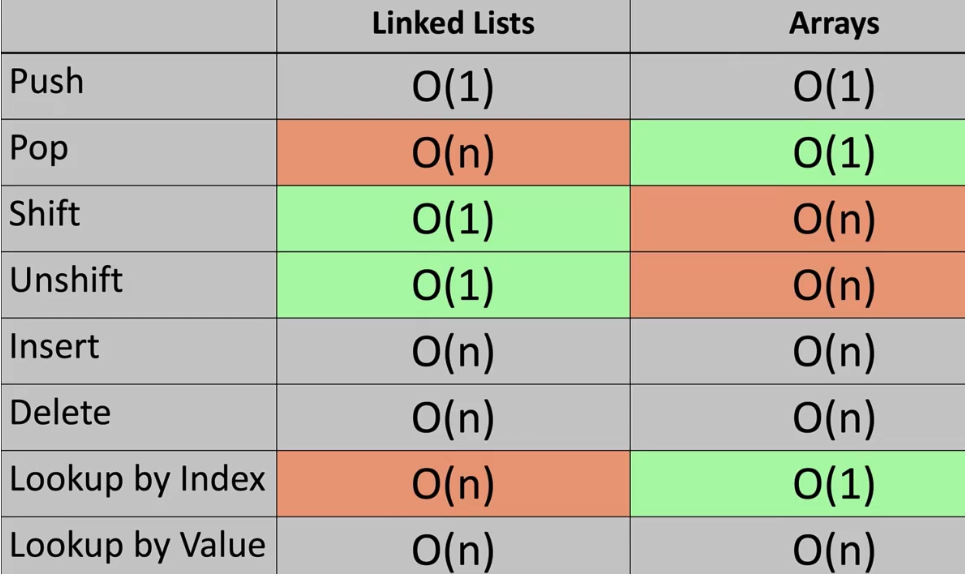 Linked Lists Arrays
Push O(1) O(1)
Pop O(n) O(1)
Shift O(1) O(n)
Unshift O(1) O(n)
Insert O(n) O(n)
Delete O(n) O(n)
Lookup by Index O(n) O(1)
Lookup by Value O(n) O(n)